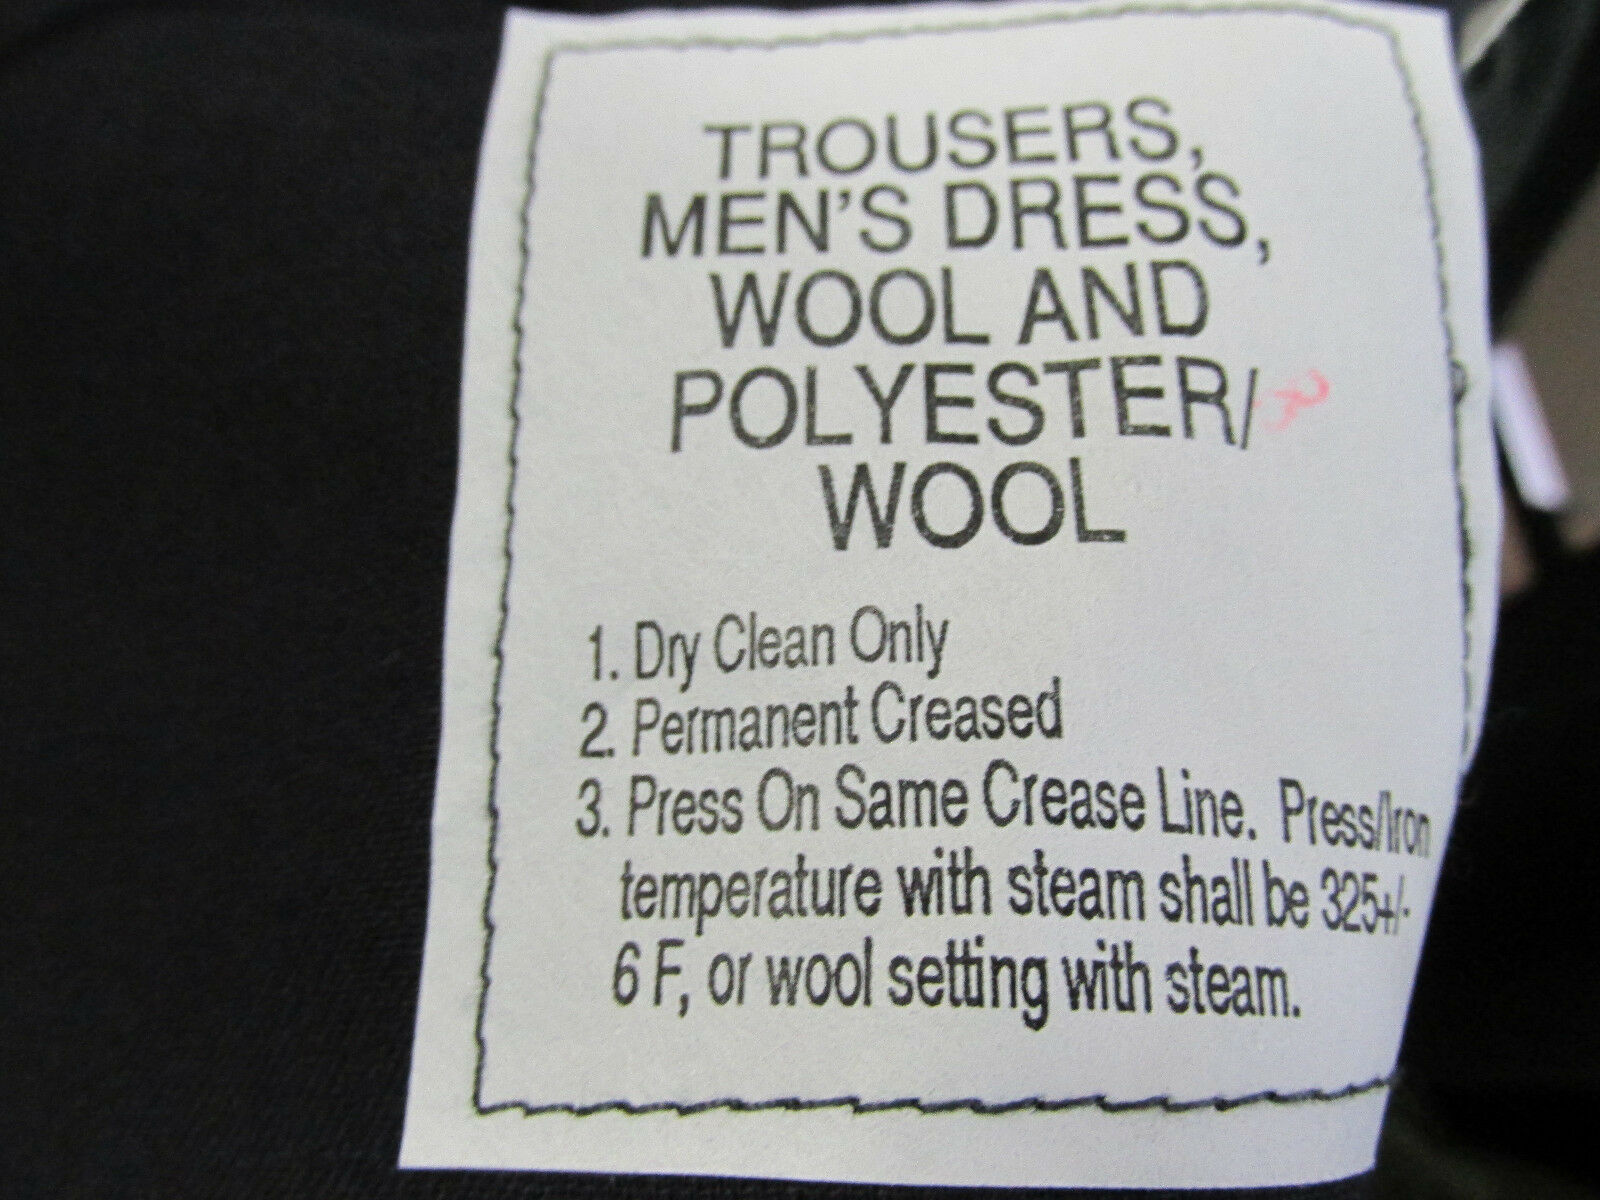 TROUSERS,
MEN'S DRESS,
WOOL AND
POLYESTER/
WOOL
1. Dry Clean Only
2. Permanent Creased
3. Press On Same Crease Line. Press/Iron
temperature with steam shall be 325+/-
6 F, or wool setting with steam.